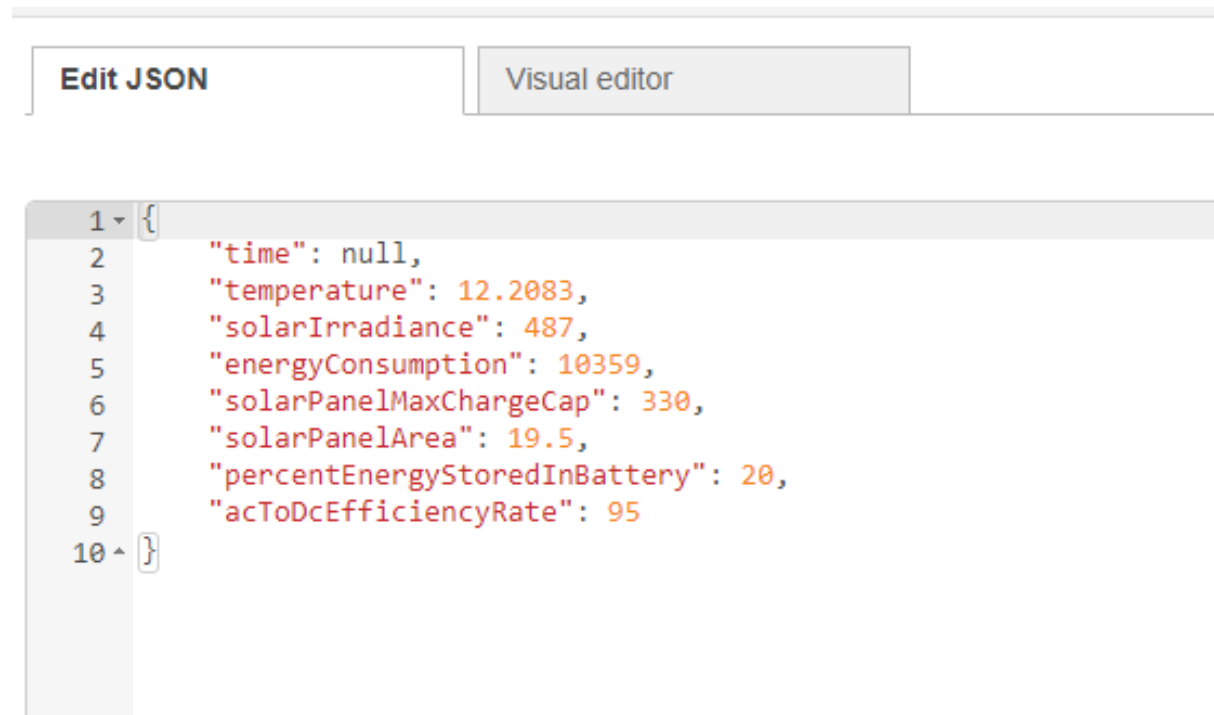 Edit JSON
Visual editor
1 {
2 "time": null,
3 "temperature": 12.2083,
4 "solarIrradiance": 487,
5 "energyConsumption": 10359,
6 "solarPanelMaxChargeCap": 330,
7 "solarPanelArea": 19.5,
8 "percentEnergyStoredInBattery": 20,
9 "acToDcEfficiencyRate": 95
10 }